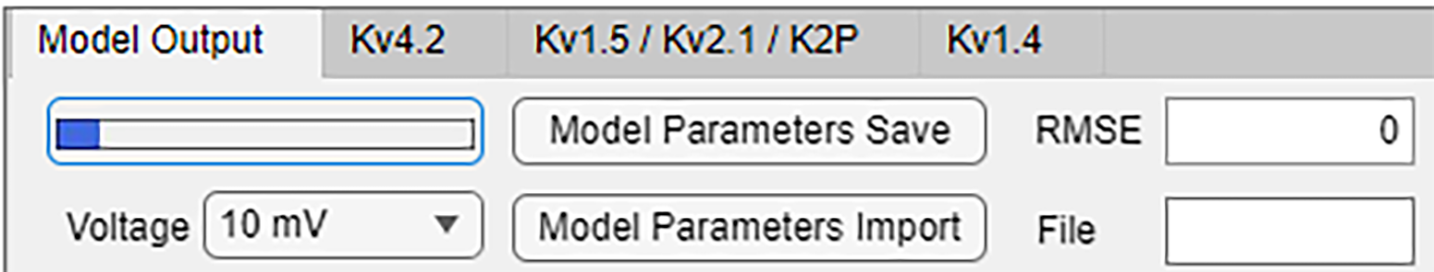 Model Output Kv4.2 Kv1.5 / Kv2.1 / K2P Kv1.4
Model Parameters Save RMSE 0
Voltage 10 mV Model Parameters Import File